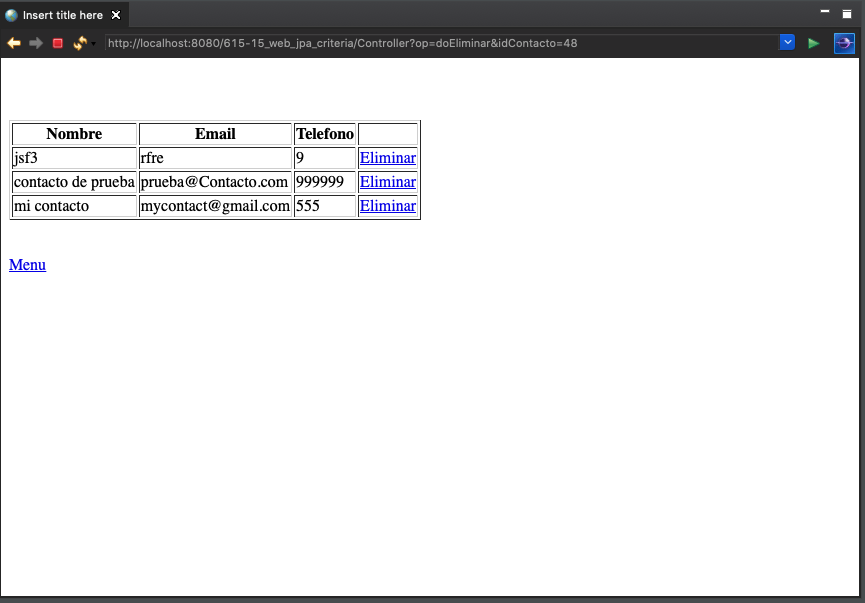 Insert title here
http://localhost:8080/615-15_web_jpa_criteria/Controller?op=doEliminar&idContacto=48
Nombre Email Telefono
jsf3 rfre 9 Eliminar
contacto de prueba prueba@Contacto.com 999999 Eliminar
mi contacto mycontact@gmail.com 555 Eliminar
Menu